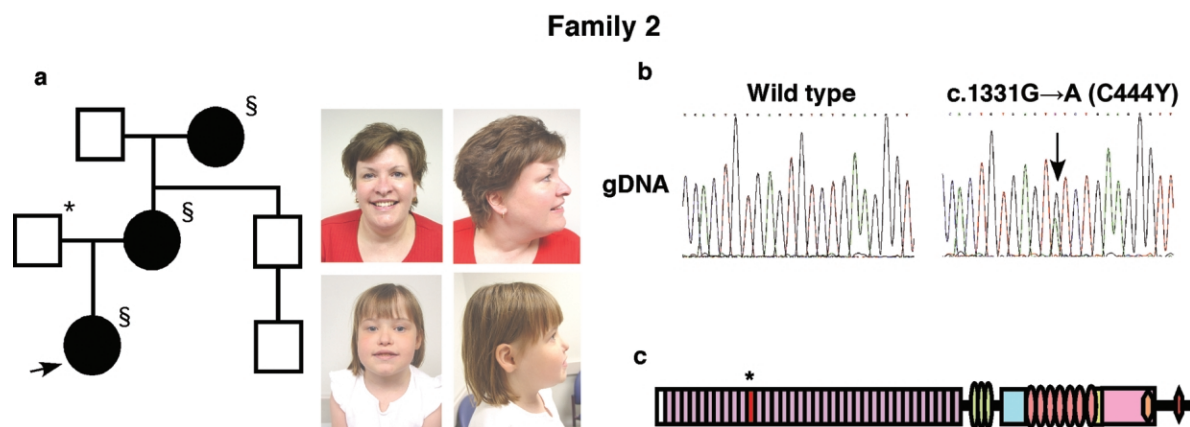 Family 2
a
§
*
§
§
b
Wild type
c.1331G→A (C444Y)
gDNA
c
*